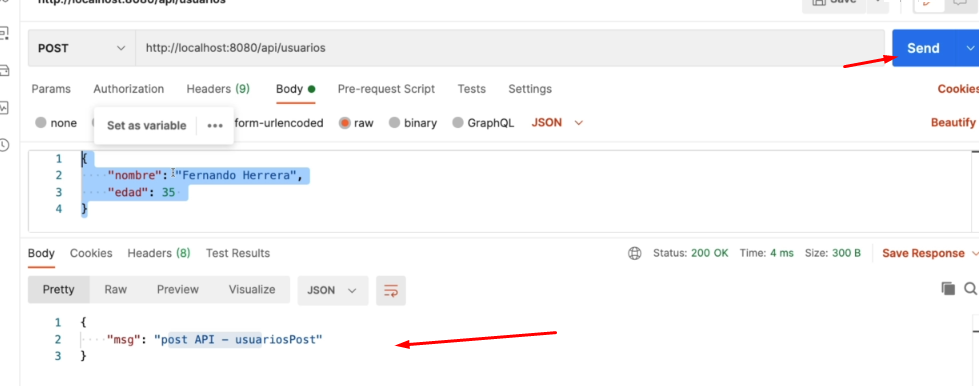 http://localhost:8080/api/usuarios
Save
POST
http://localhost:8080/api/usuarios
Send
Params Authorization Headers (9) Body Pre-request Script Tests Settings Cookies
none form-urlencoded raw binary GraphQL JSON Beautify
Set as variable
1 {
2 "nombre": "Fernando Herrera",
3 "edad": 35
4 }
Body Cookies Headers (8) Test Results Status: 200 OK Time: 4 ms Size: 300 B Save Response
Pretty Raw Preview Visualize JSON
1 {
2 "msg": "post API – usuariosPost"
3 }